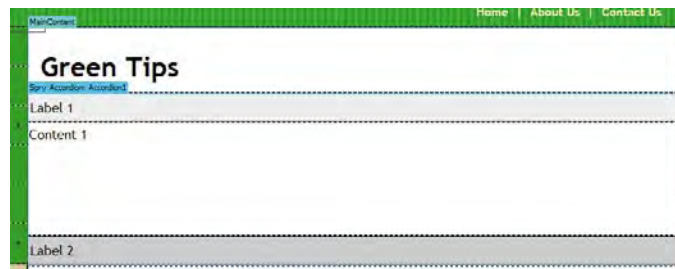 Home | About Us | Contact Us
MainContent
Green Tips
Spry Accordion: Accordion1
Label 1
Content 1
Label 2